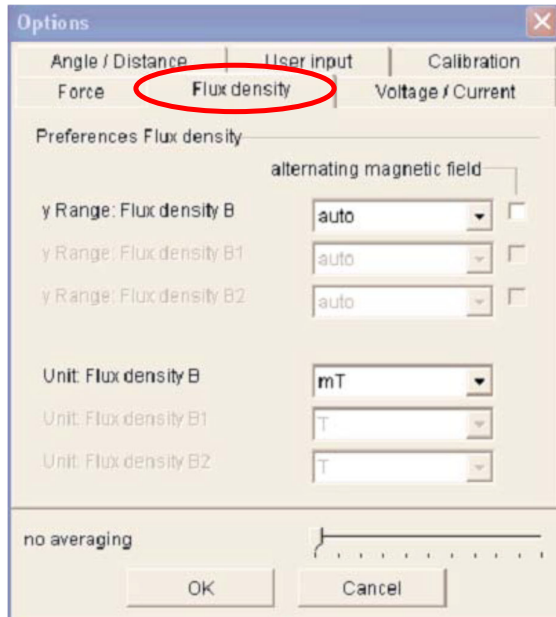 Options
Angle / Distance User input Calibration
Force Flux density Voltage / Current
Preferences Flux density
alternating magnetic field
y Range: Flux density B auto
y Range: Flux density B1 auto
y Range: Flux density B2 auto
Unit: Flux density B mT
Unit: Flux density B1 T
Unit: Flux density B2 T
no averaging
OK Cancel